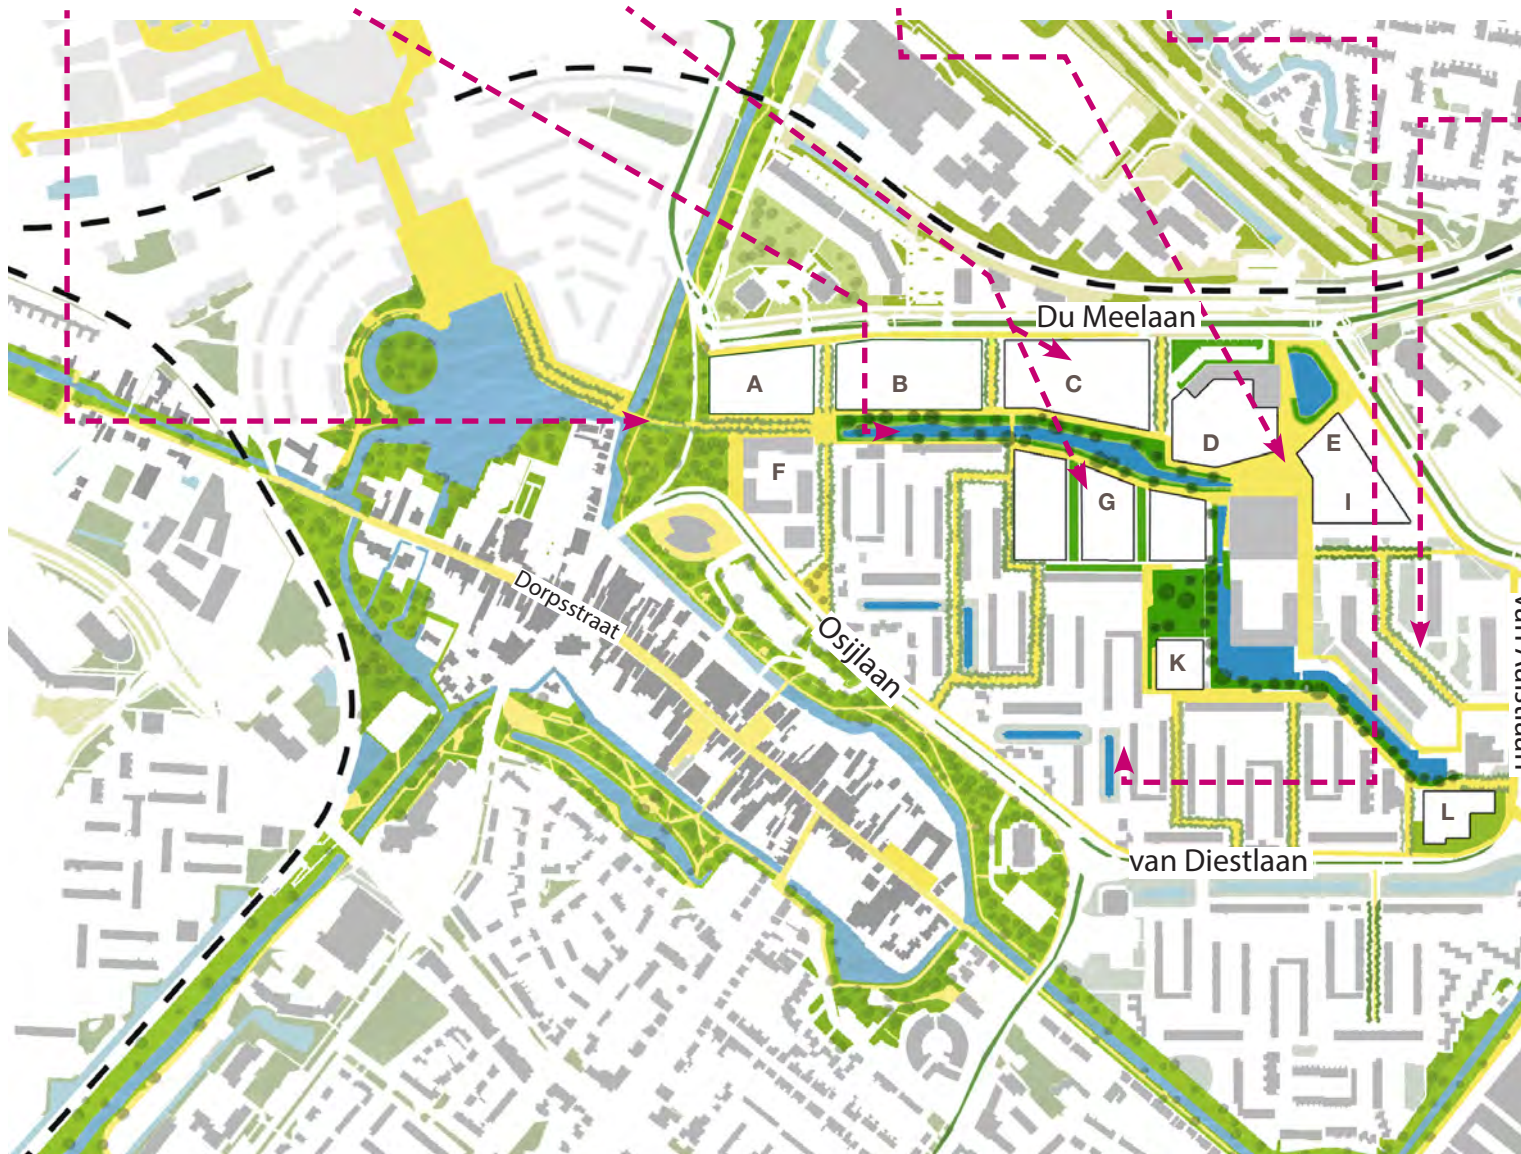 Du Meelaan
A
B
C
D
E
F
G
I
Dorpsstraat
Osijlaan
K
L
van Diestlaan